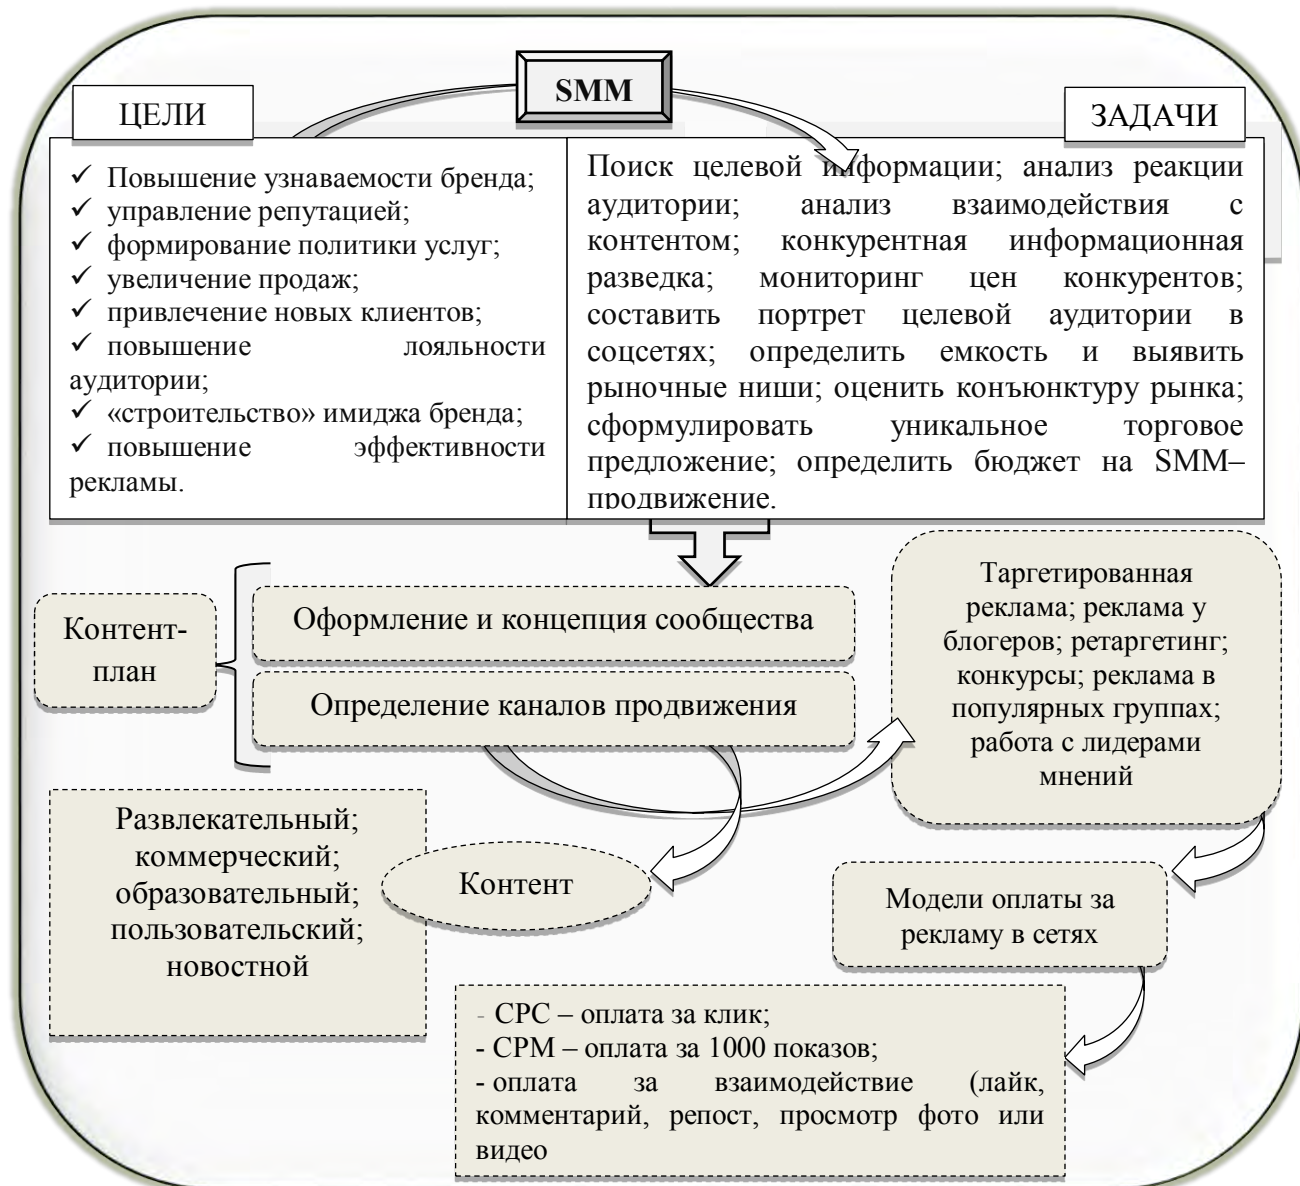 SMM
ЦЕЛИ
✓ Повышение узнаваемости бренда;
✓ управление репутацией;
✓ формирование политики услуг;
✓ увеличение продаж;
✓ привлечение новых клиентов;
✓ повышение лояльности
аудитории;
✓ «строительство» имиджа бренда;
✓ повышение эффективности
рекламы.
ЗАДАЧИ
Поиск целевой информации; анализ реакции
аудитории; анализ взаимодействия с
контентом; конкурентная информационная
разведка; мониторинг цен конкурентов;
составить портрет целевой аудитории в
соцсетях; определить емкость и выявить
рыночные ниши; оценить конъюнктуру рынка;
сформулировать уникальное торговое
предложение; определить бюджет на SMM–
продвижение.
Контент-
план
Оформление и концепция сообщества
Определение каналов продвижения
Таргетированная
реклама; реклама у
блогеров; ретаргетинг;
конкурсы; реклама в
популярных группах;
работа с лидерами
мнений
Развлекательный;
коммерческий;
образовательный;
пользовательский;
новостной
Контент
Модели оплаты за
рекламу в сетях
- CPC – оплата за клик;
- CPM – оплата за 1000 показов;
- оплата за взаимодействие (лайк,
комментарий, репост, просмотр фото или
видео